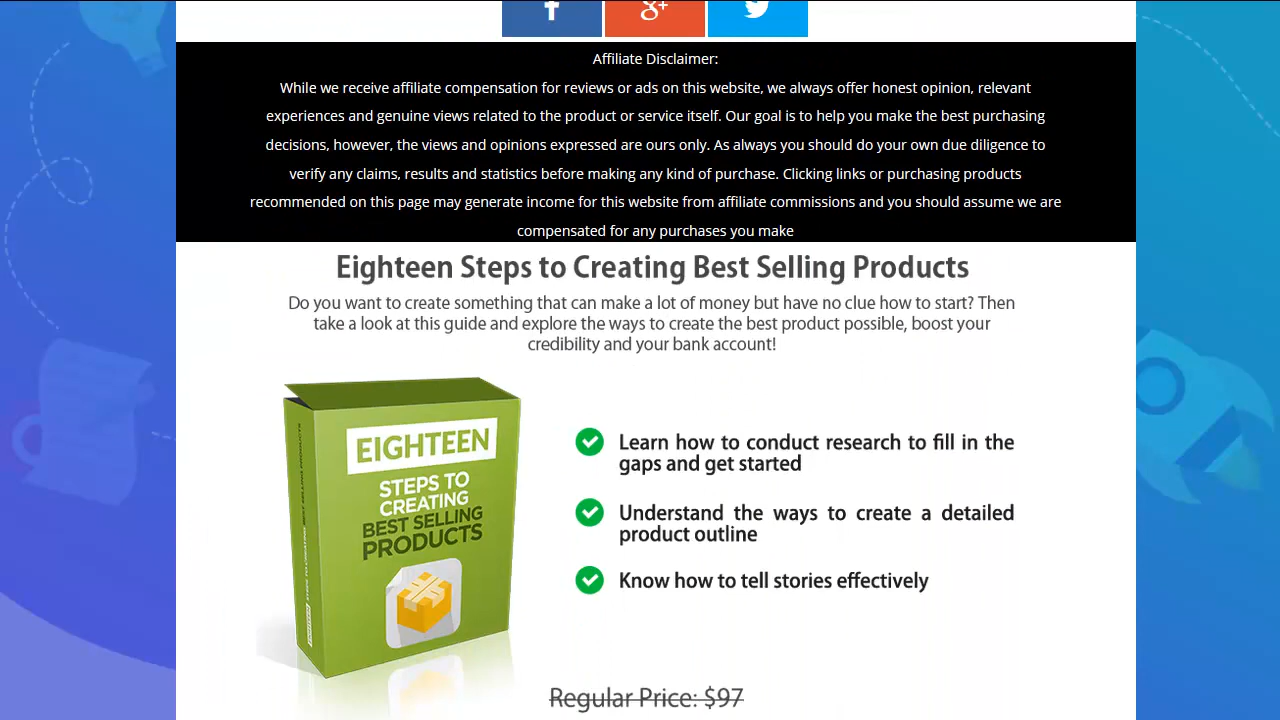 f
g+
Affiliate Disclaimer:
While we receive affiliate compensation for reviews or ads on this website, we always offer honest opinion, relevant
experiences and genuine views related to the product or service itself. Our goal is to help you make the best purchasing
decisions, however, the views and opinions expressed are ours only. As always you should do your own due diligence to
verify any claims, results and statistics before making any kind of purchase. Clicking links or purchasing products
recommended on this page may generate income for this website from affiliate commissions and you should assume we are
compensated for any purchases you make
Eighteen Steps to Creating Best Selling Products
Do you want to create something that can make a lot of money but have no clue how to start? Then
take a look at this guide and explore the ways to create the best product possible, boost your
credibility and your bank account!
EIGHTEEN
STEPS TO
CREATING
BEST SELLING
PRODUCTS
Learn how to conduct research to fill in the
gaps and get started
Understand the ways to create a detailed
product outline
Know how to tell stories effectively
Regular Price: $97